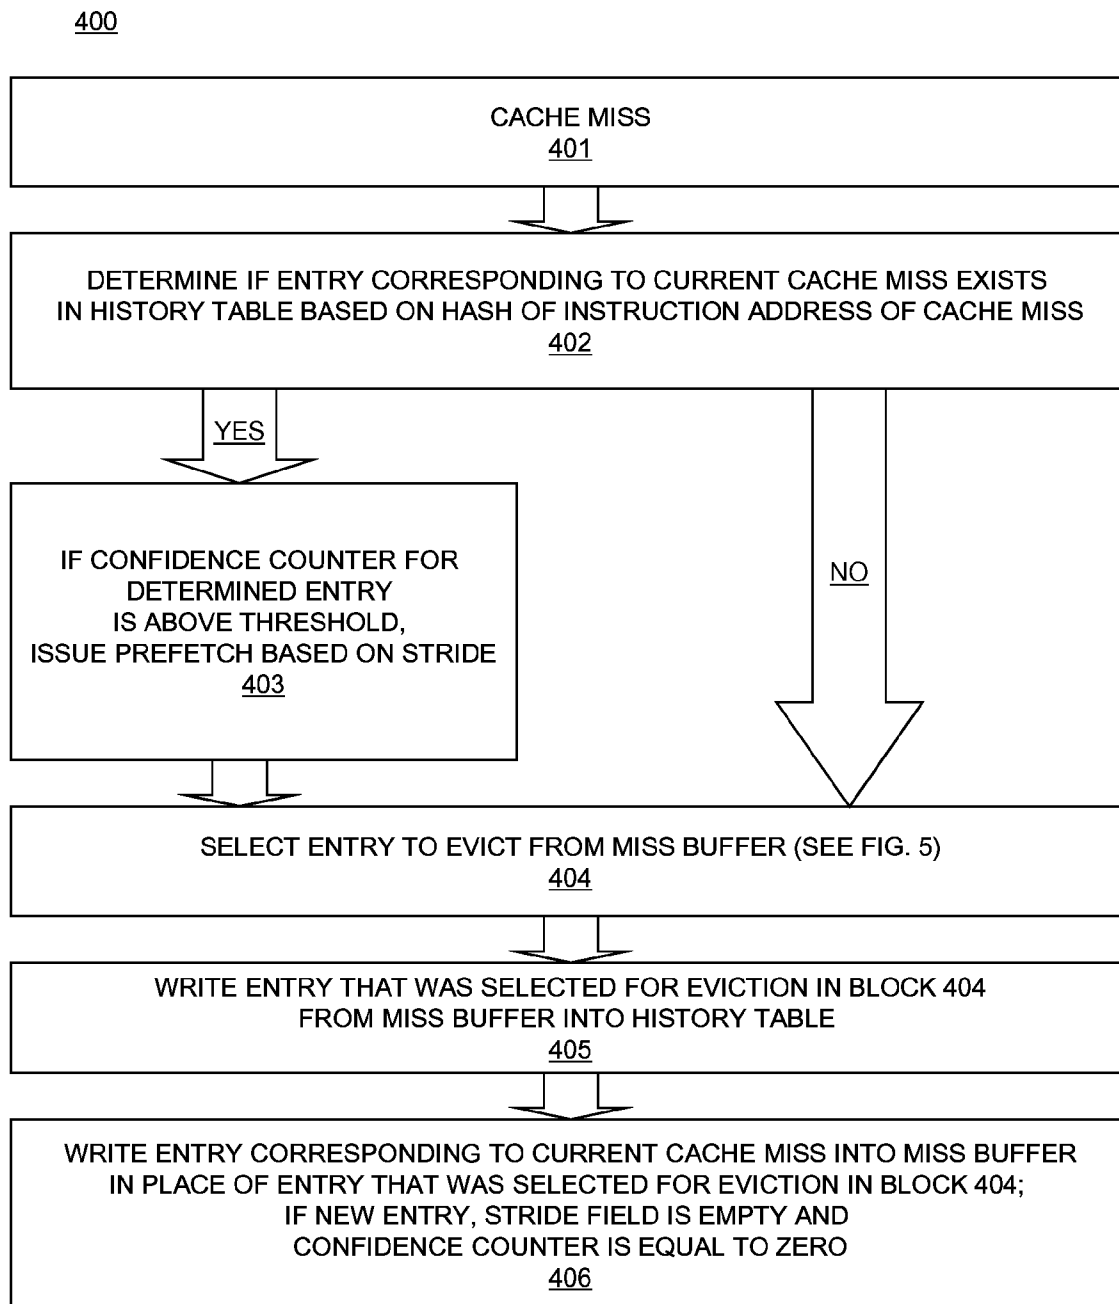 400
CACHE MISS
401
DETERMINE IF ENTRY CORRESPONDING TO CURRENT CACHE MISS EXISTS
IN HISTORY TABLE BASED ON HASH OF INSTRUCTION ADDRESS OF CACHE MISS
402
YES
IF CONFIDENCE COUNTER FOR
DETERMINED ENTRY
IS ABOVE THRESHOLD,
ISSUE PREFETCH BASED ON STRIDE
403
NO
SELECT ENTRY TO EVICT FROM MISS BUFFER (SEE FIG. 5)
404
WRITE ENTRY THAT WAS SELECTED FOR EVICTION IN BLOCK 404
FROM MISS BUFFER INTO HISTORY TABLE
405
WRITE ENTRY CORRESPONDING TO CURRENT CACHE MISS INTO MISS BUFFER
IN PLACE OF ENTRY THAT WAS SELECTED FOR EVICTION IN BLOCK 404;
IF NEW ENTRY, STRIDE FIELD IS EMPTY AND
CONFIDENCE COUNTER IS EQUAL TO ZERO
406